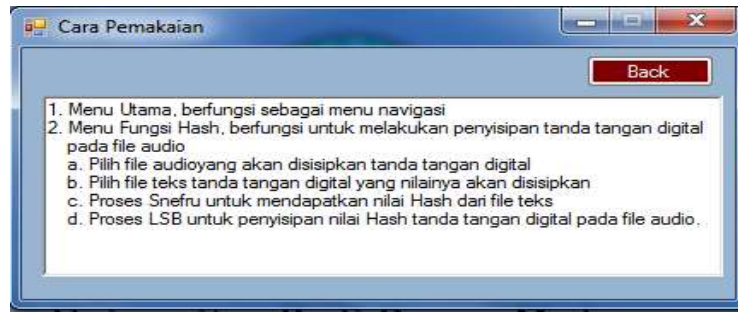 Cara Pemakaian
Back
1. Menu Utama, berfungsi sebagai menu navigasi
2. Menu Fungsi Hash, berfungsi untuk melakukan penyisipan tanda tangan digital
pada file audio
a. Pilih file audioyang akan disisipkan tanda tangan digital
b. Pilih file teks tanda tangan digital yang nilainya akan disisipkan
c. Proses Snefru untuk mendapatkan nilai Hash dari file teks
d. Proses LSB untuk penyisipan nilai Hash tanda tangan digital pada file audio.